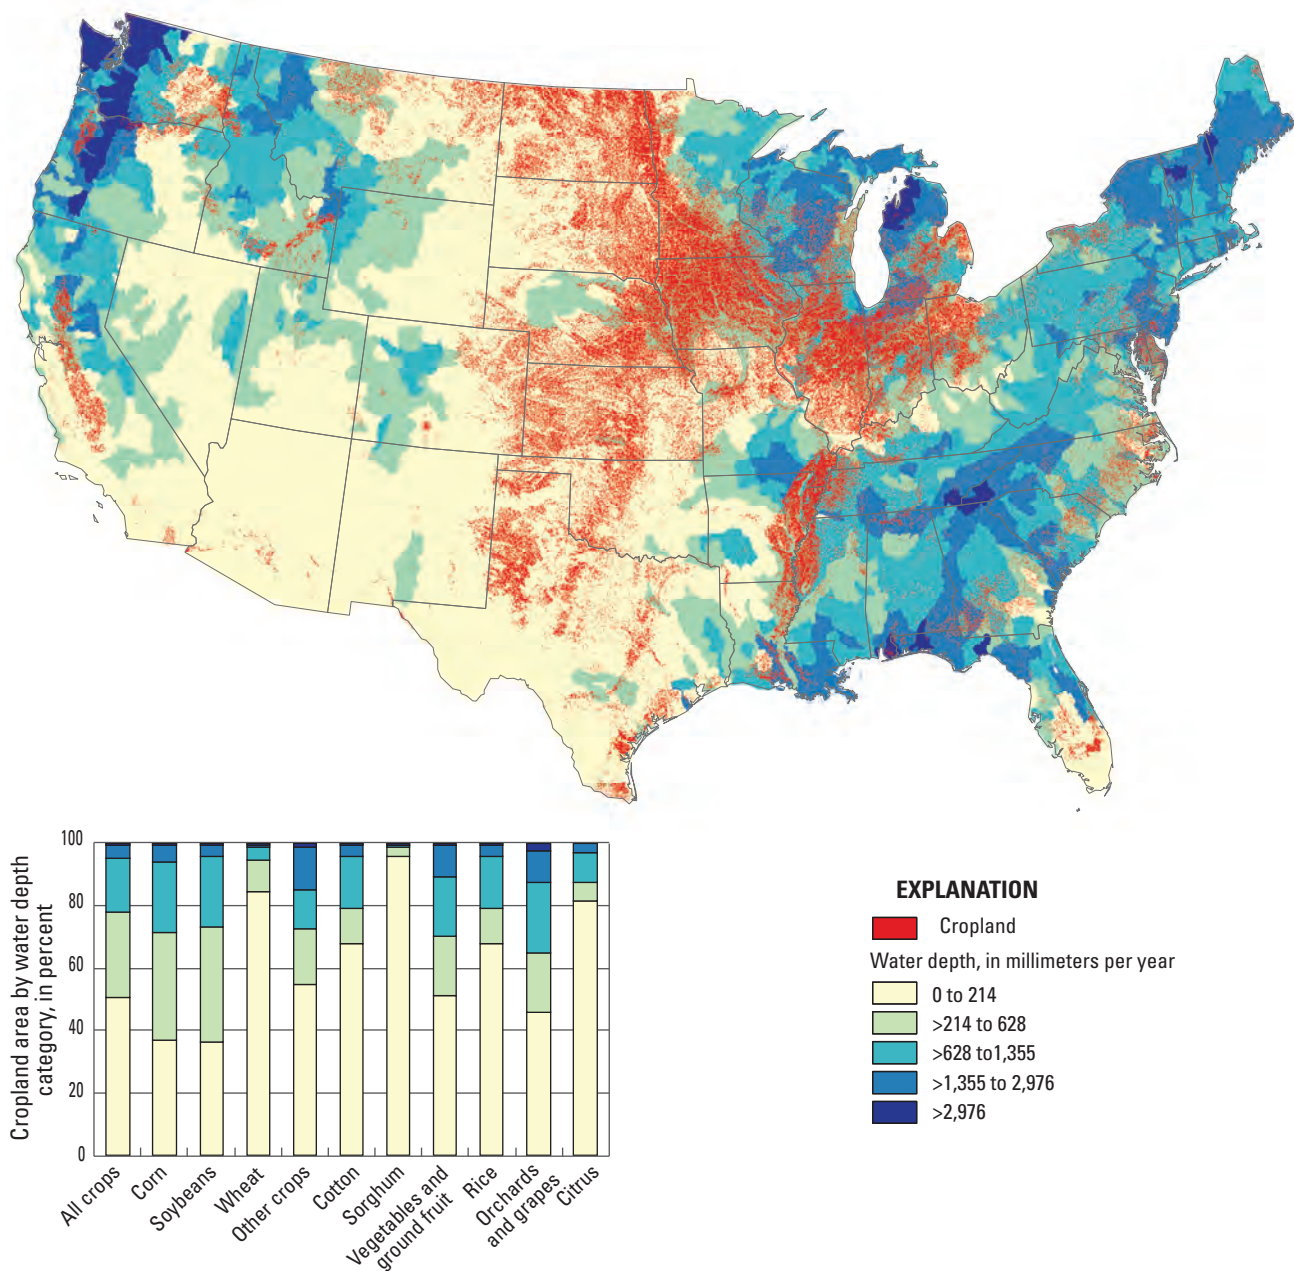 Cropland area by water depth
category, in percent
100
80
60
40
20
0
All crops
Corn
Soybeans
Wheat
Other crops
Cotton
Sorghum
Vegetables and
ground fruit
Rice
Orchards
and grapes
Citrus
EXPLANATION
Cropland
Water depth, in millimeters per year
0 to 214
>214 to 628
>628 to1,355
>1,355 to 2,976
>2,976